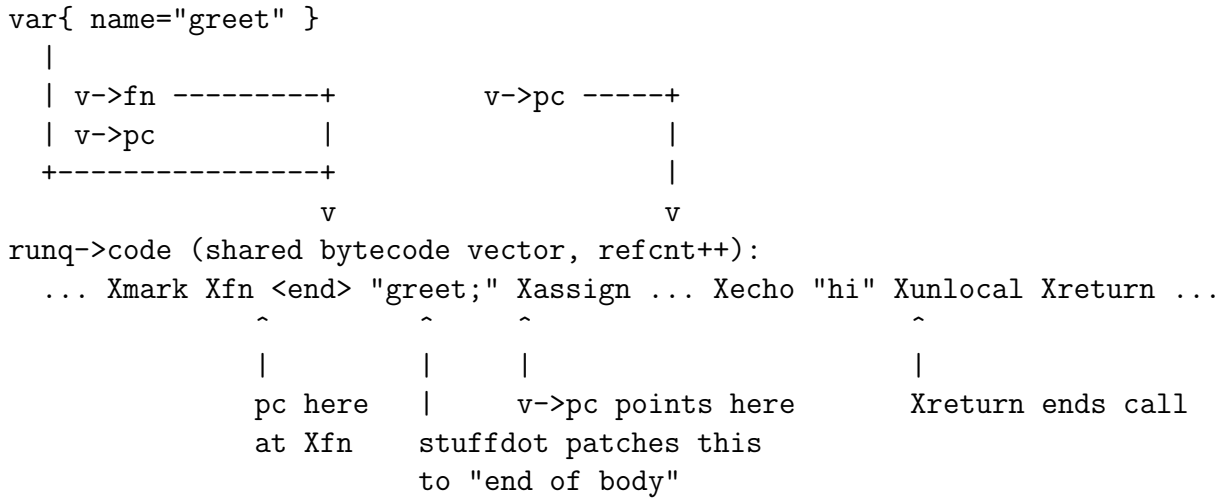 var{ name="greet" }
  |
  | v->fn ---------+         v->pc -----+
  | v->pc          |                    |
  +----------------+                    |
                   v                    v
runq->code (shared bytecode vector, refcnt++):
  ... Xmark Xfn <end> "greet;" Xassign ... Xecho "hi" Xunlocal Xreturn ...
               ^         ^     ^                       ^
               |         |     |                       |
               pc here   |     v->pc points here       Xreturn ends call
               at Xfn    stuffdot patches this
                         to "end of body"